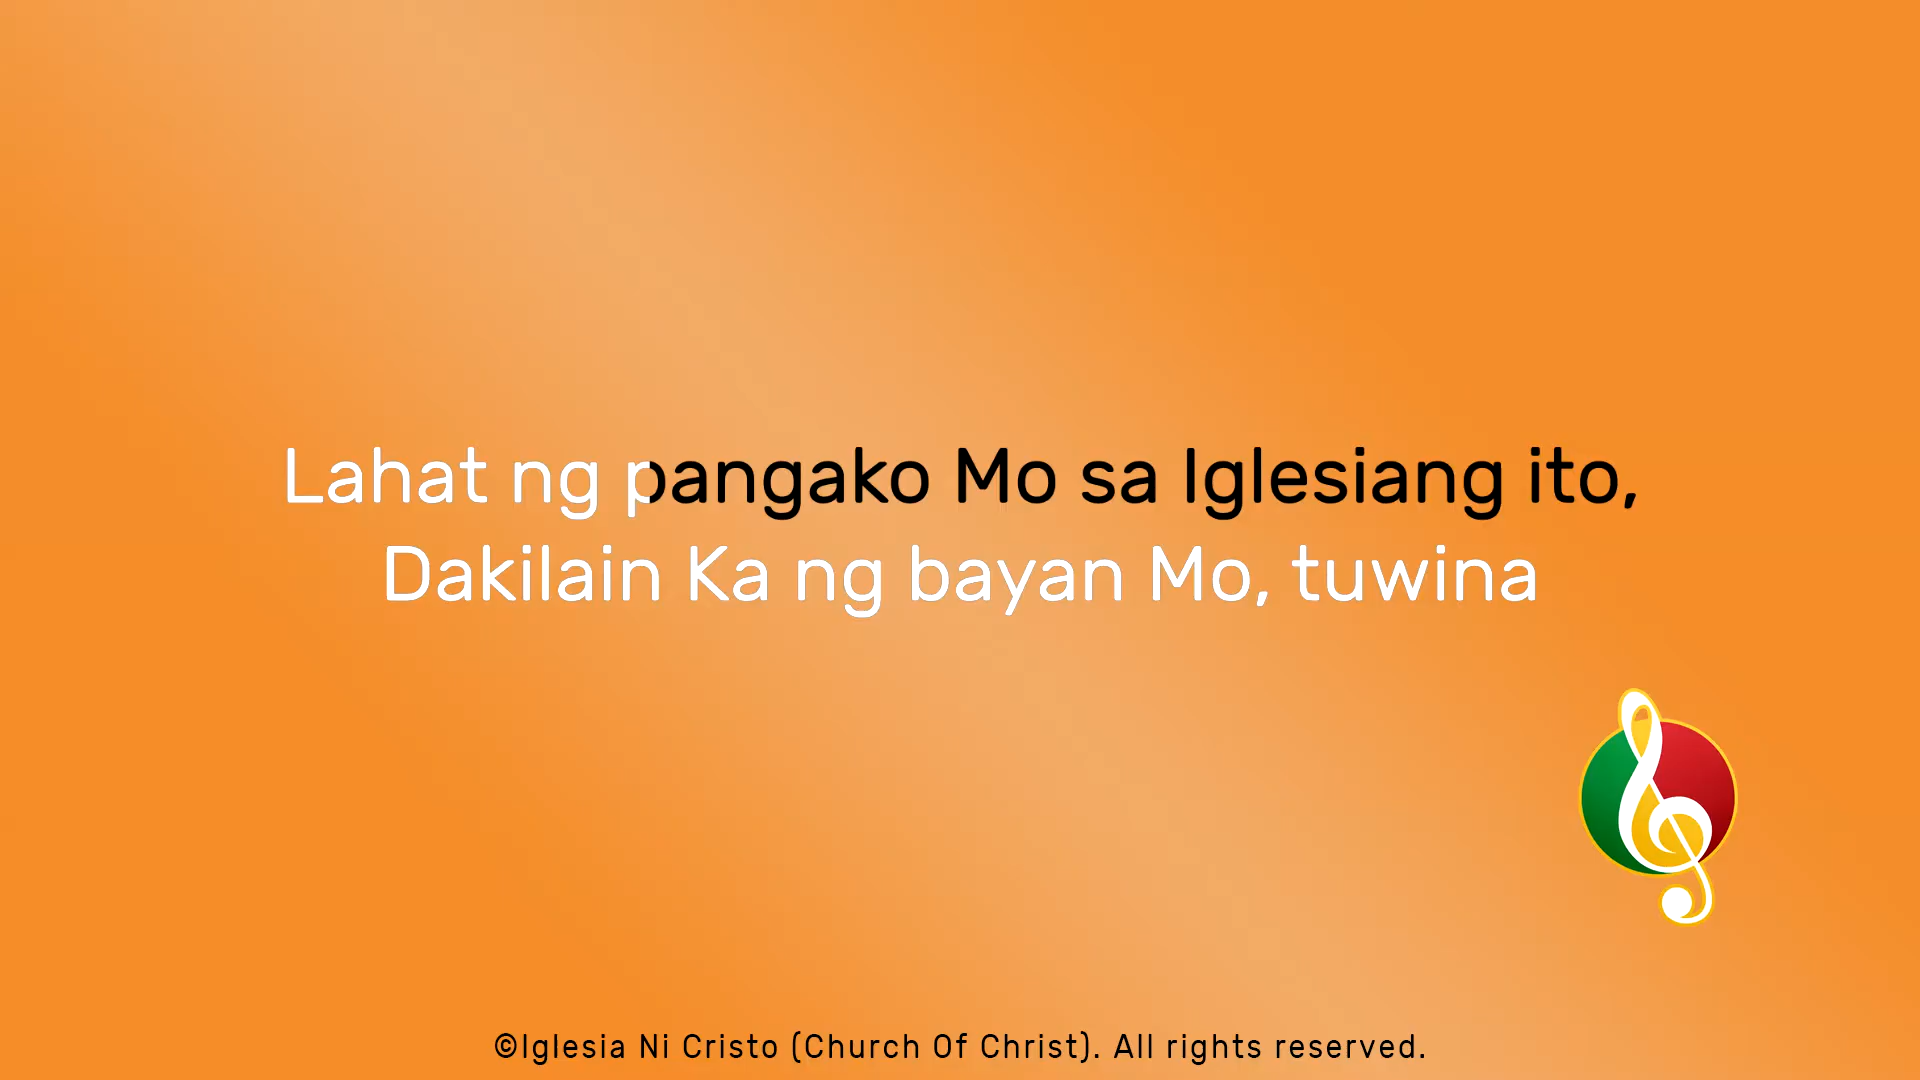 Lahat ng pangako Mo sa Iglesiang ito,
Dakilain Ka ng bayan Mo, tuwina
©Iglesia Ni Cristo (Church Of Christ). All rights reserved.